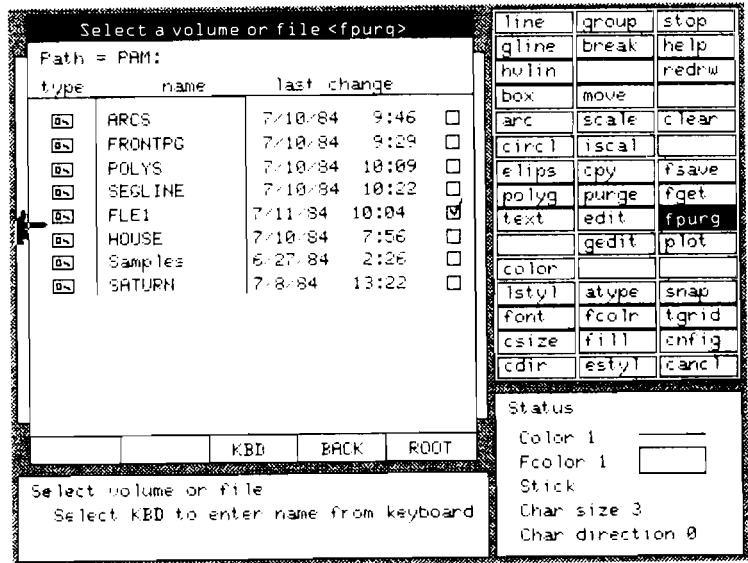 Select a volume or file <fpurg>
Path = PAM:
type name last change
ARCS 7/10/84 9:46
FRONTPG 7/10/84 9:29
POLYS 7/10/84 10:09
SEGLINE 7/10/84 10:22
FLE1 7/11/84 10:04
HOUSE 7/10/84 7:56
Samples 6/27/84 2:26
SATURN 7/8/84 13:22
KBD BACK ROOT
Select volume or file
Select KBD to enter name from keyboard
line group stop
gline break help
hvlin redrw
box move
arc scale clear
circl iscal
elips cpy fsave
polyg purge fget
text edit fpurg
gedit plot
color
lstyl atype snap
font fcolr tgrid
csize fill cnfig
cdir estyl cancl
Status
Color 1
Fcolor 1
Stick
Char size 3
Char direction 0